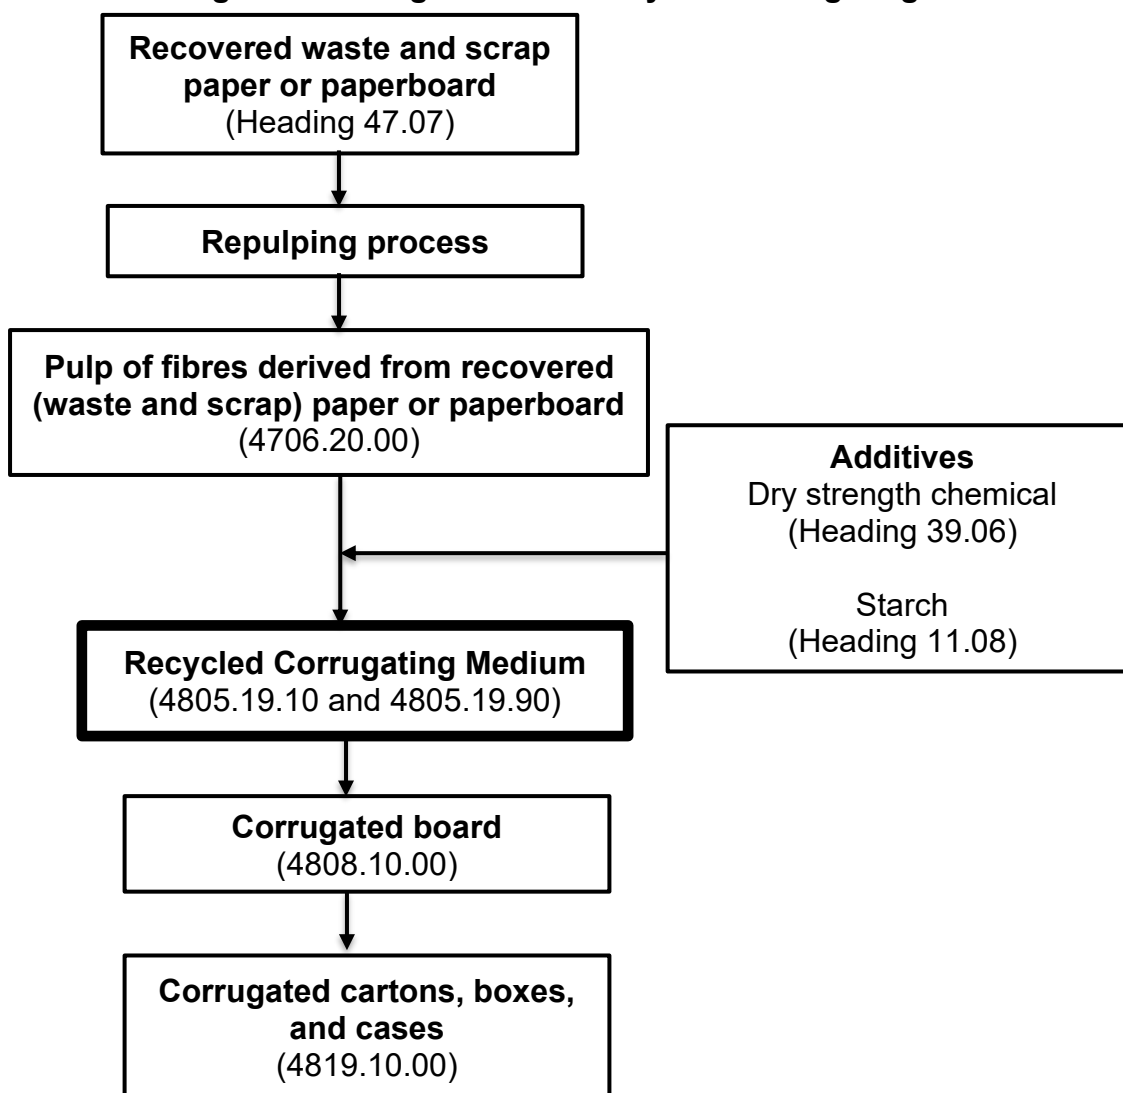 Recovered waste and scrap
paper or paperboard
(Heading 47.07)
Repulping process
Pulp of fibres derived from recovered
(waste and scrap) paper or paperboard
(4706.20.00)
Additives
Dry strength chemical
(Heading 39.06)
Starch
(Heading 11.08)
Recycled Corrugating Medium
(4805.19.10 and 4805.19.90)
Corrugated board
(4808.10.00)
Corrugated cartons, boxes,
and cases
(4819.10.00)